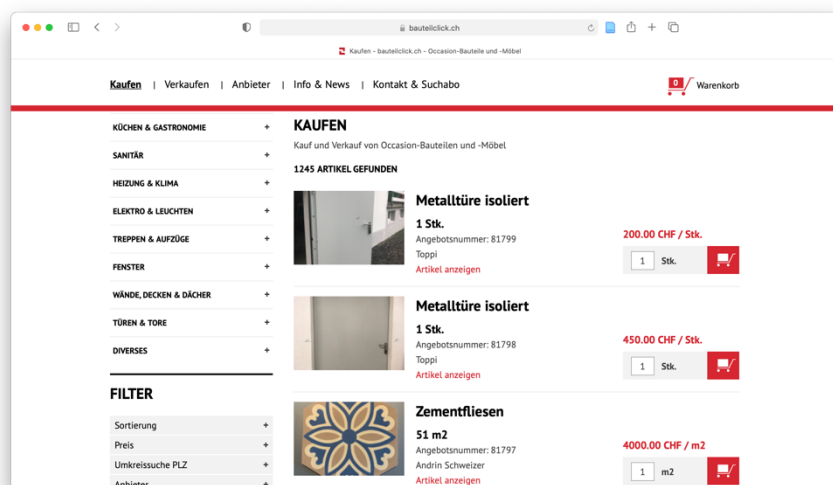 bauteilclick.ch
Kaufen - bauteilclick.ch - Occasion-Bauteile und -Möbel
Kaufen | Verkaufen | Anbieter | Info & News | Kontakt & Suchabo
0 Warenkorb
KÜCHEN & GASTRONOMIE +
SANITÄR +
HEIZUNG & KLIMA +
ELEKTRO & LEUCHTEN +
TREPPEN & AUFZÜGE +
FENSTER +
WÄNDE, DECKEN & DÄCHER +
TÜREN & TORE +
DIVERSES +
FILTER
Sortierung +
Preis +
Umkreissuche PLZ +
Anbieter +
KAUFEN
Kauf und Verkauf von Occasion-Bauteilen und -Möbel
1245 ARTIKEL GEFUNDEN
Metalltüre isoliert
1 Stk.
Angebotsnummer: 81799
Toppi
Artikel anzeigen
200.00 CHF / Stk.
1 Stk.
Metalltüre isoliert
1 Stk.
Angebotsnummer: 81798
Toppi
Artikel anzeigen
450.00 CHF / Stk.
1 Stk.
Zementfliesen
51 m2
Angebotsnummer: 81797
Andrin Schweizer
Artikel anzeigen
4000.00 CHF / m2
1 m2